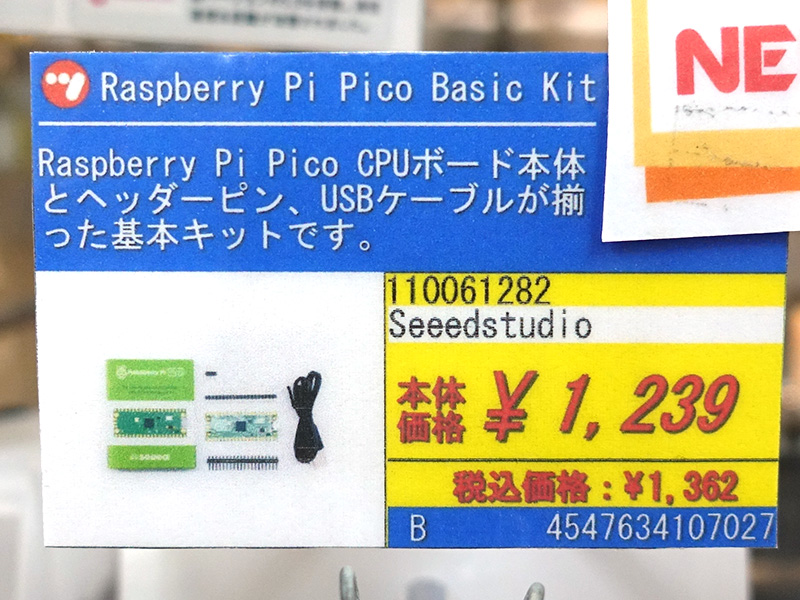 Raspberry Pi Pico Basic Kit
NE
Raspberry Pi Pico CPUボード本体
とヘッダーピン、USBケーブルが揃
った基本キットです。
110061282
Seeedstudio
本体
価格 ¥1,239
税込価格：¥1,362
B 4547634107027